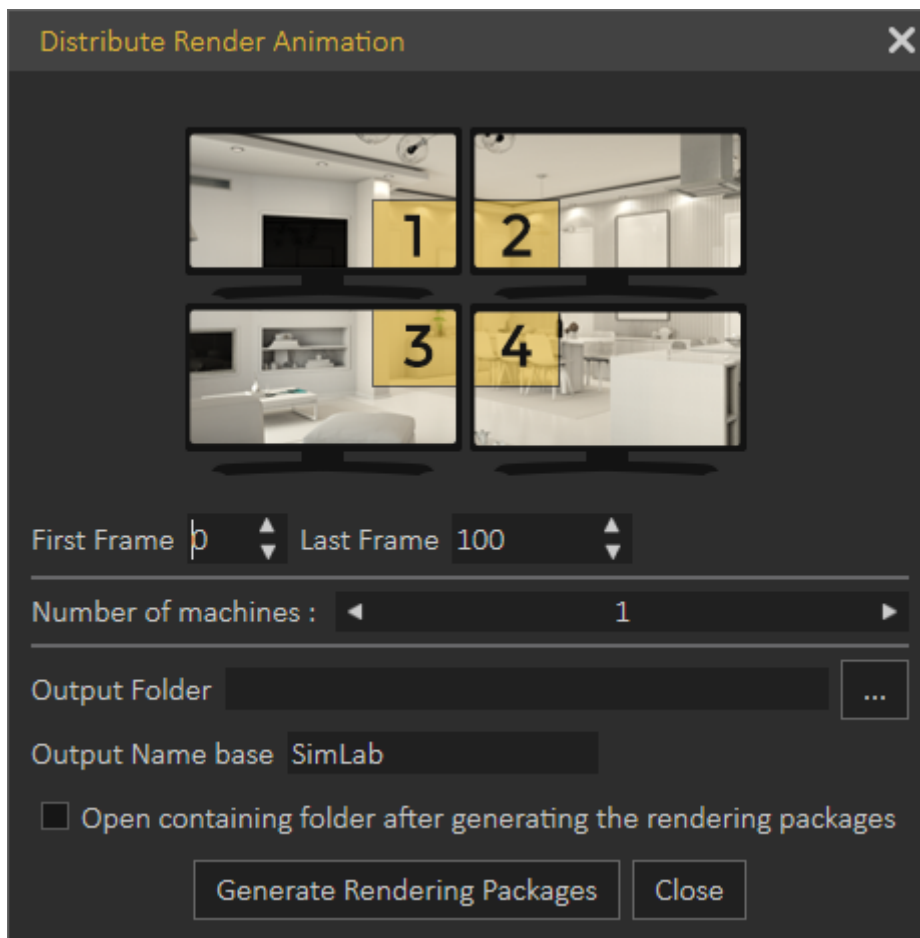 Distribute Render Animation
1 2
3 4
First Frame 0 Last Frame 100
Number of machines : 1
Output Folder ...
Output Name base SimLab
Open containing folder after generating the rendering packages
Generate Rendering Packages Close